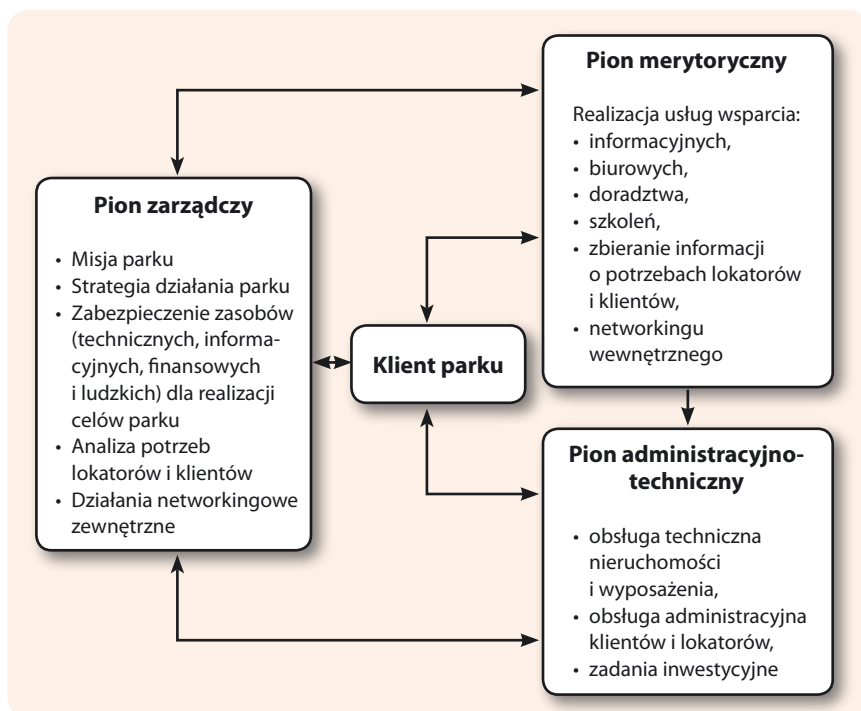 Pion merytoryczny
Realizacja usług wsparcia:
• informacyjnych,
• biurowych,
• doradztwa,
• szkoleń,
• zbieranie informacji
o potrzebach lokatorów
i klientów,
• networkingu
wewnętrznego
Pion zarządczy
• Misja parku
• Strategia działania parku
• Zabezpieczenie zasobów
(technicznych, informa-
cyjnych, finansowych
i ludzkich) dla realizacji
celów parku
• Analiza potrzeb
lokatorów i klientów
• Działania networkingowe
zewnętrzne
Klient parku
Pion administracyjno-
techniczny
• obsługa techniczna
nieruchomości
i wyposażenia,
• obsługa administracyjna
klientów i lokatorów,
• zadania inwestycyjne